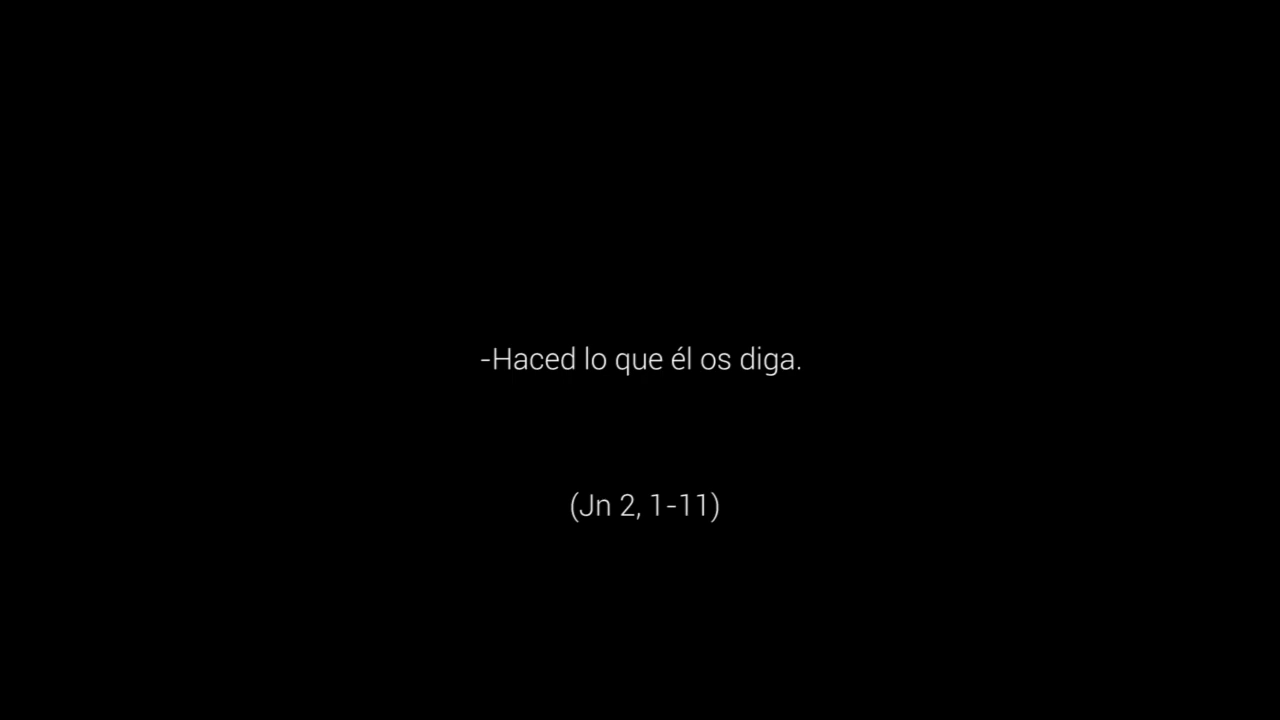 -Haced lo que él os diga.
(Jn 2, 1-11)